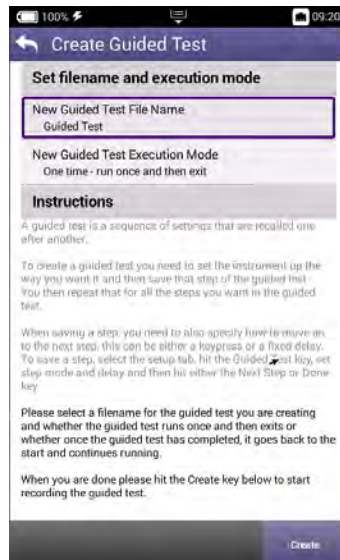 100%
09:20
Create Guided Test
Set filename and execution mode
New Guided Test File Name
Guided Test
New Guided Test Execution Mode
One time - run once and then exit
Instructions
A guided test is a sequence of settings that are recalled one
after another.
To create a guided test you need to set the instrument up the
way you want it and then save that step of the guided test.
You then repeat that for all the steps you want in the guided
test.
When saving a step, you need to also specify how to move on
to the next step, this can be either a keypress or a fixed delay.
To save a step, select the setup tab, hit the Guided Test key, set
step mode and delay and then hit either the Next Step or Done
key
Please select a filename for the guided test you are creating
and whether the guided test runs once and then exits or
whether once the guided test has completed, it goes back to the
start and continues running.
When you are done please hit the Create key below to start
recording the guided test.
Create